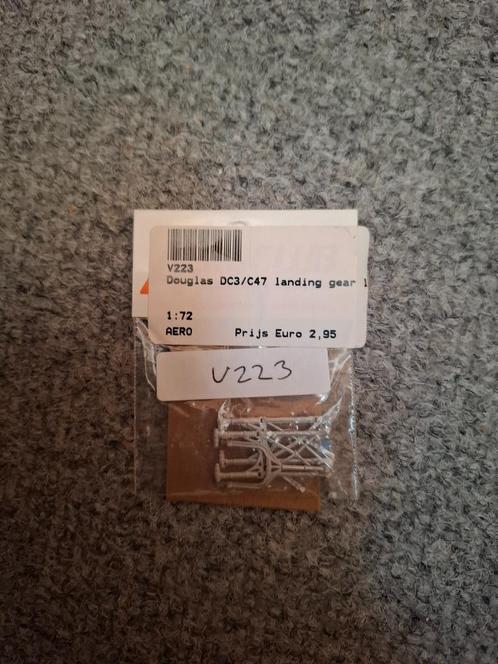 V223
Douglas DC3/C47 landing gear
1:72
AERO Prijs Euro 2,95
V223